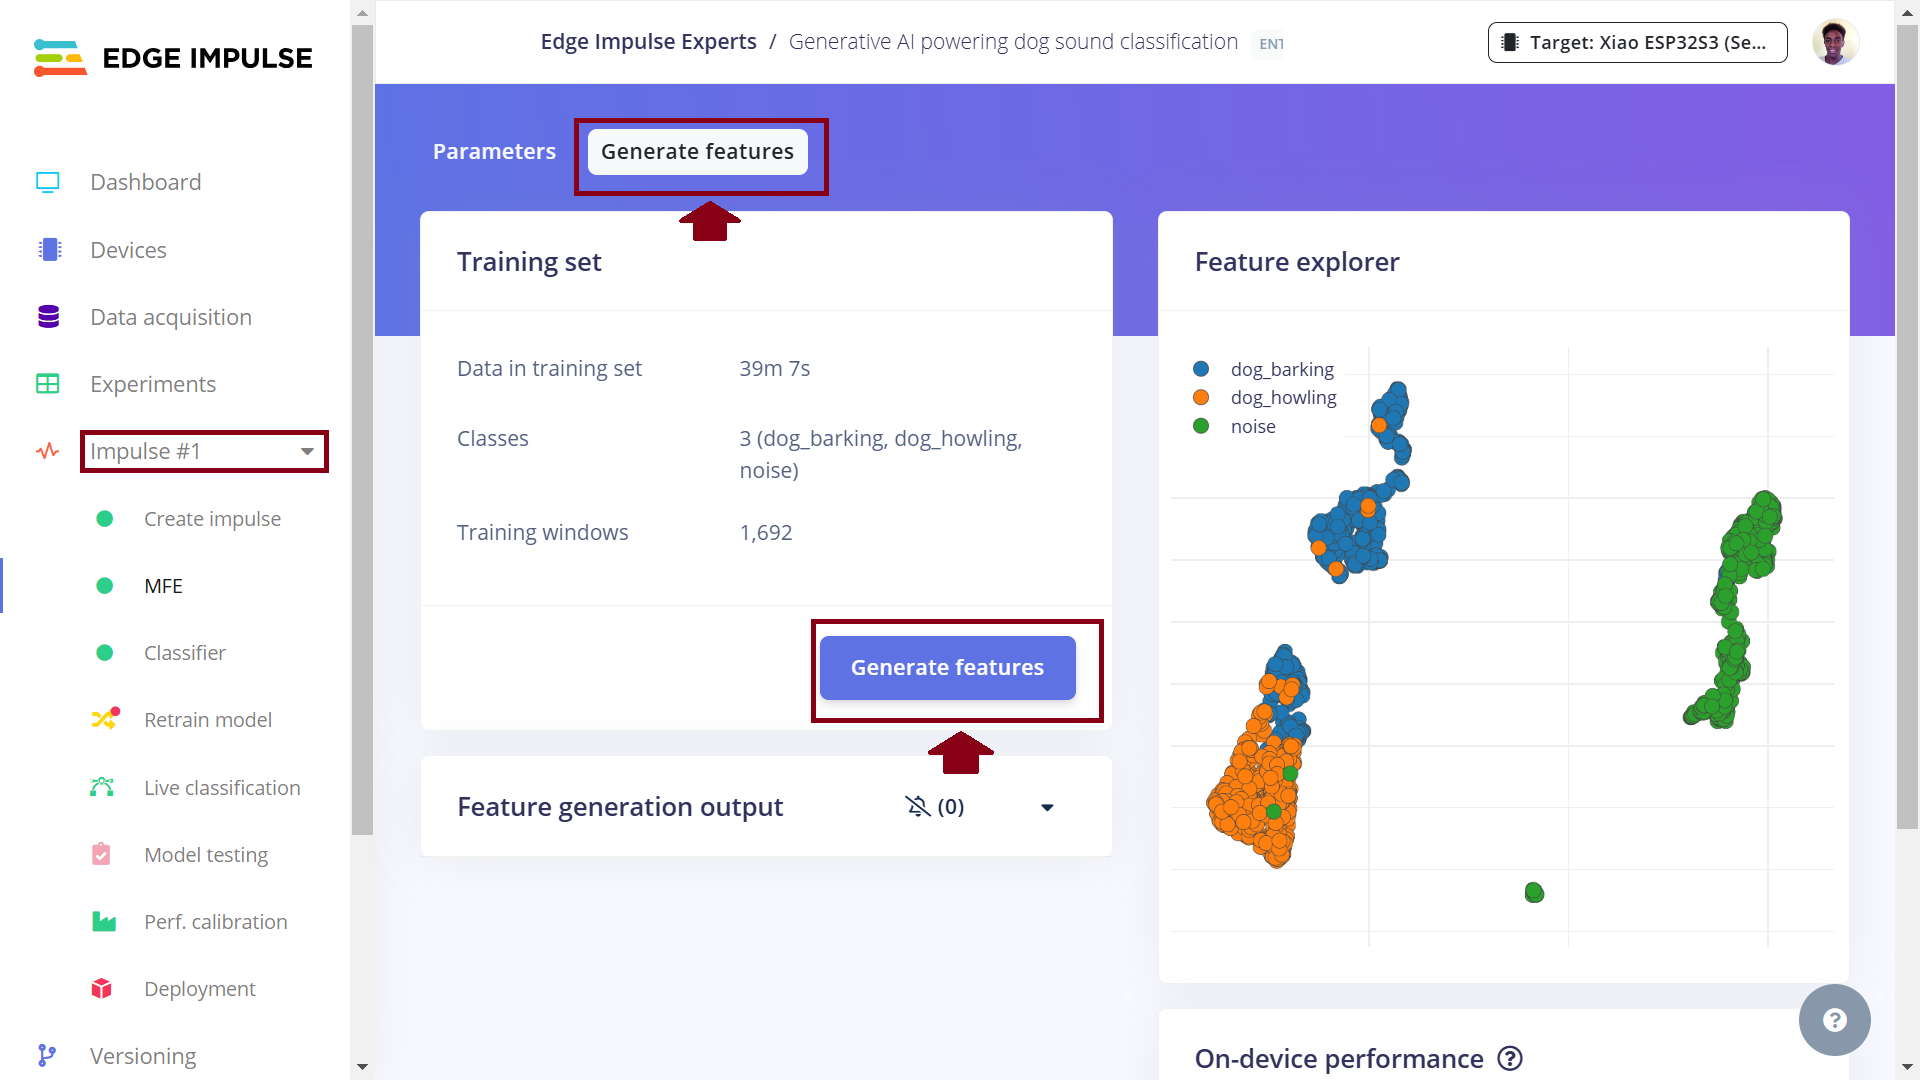 EDGE IMPULSE
Edge Impulse Experts / Generative AI powering dog sound classification ENT
Target: Xiao ESP32S3 (Se...
Dashboard
Devices
Data acquisition
Experiments
Impulse #1
Create impulse
MFE
Classifier
Retrain model
Live classification
Model testing
Perf. calibration
Deployment
Versioning
Parameters
Generate features
Training set
Data in training set 39m 7s
Classes 3 (dog_barking, dog_howling,
noise)
Training windows 1,692
Generate features
Feature generation output (0)
Feature explorer
dog_barking
dog_howling
noise
On-device performance ?
?